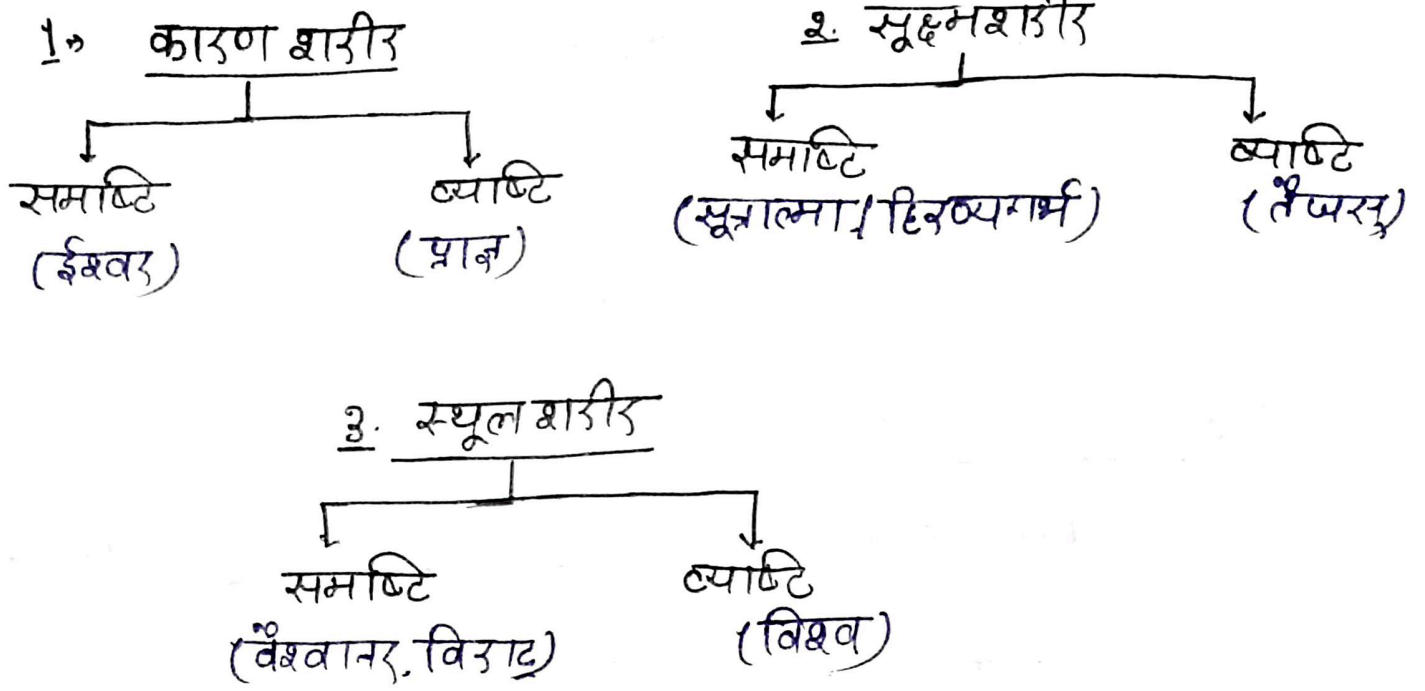 1. कारण शरीर
समष्टि व्यष्टि
(ईश्वर) (प्राज्ञ)
2. सूक्ष्मशरीर
समष्टि व्यष्टि
(सूत्रात्मा / हिरण्यगर्भ) (तैजस्)
3. स्थूल शरीर
समष्टि व्यष्टि
(वैश्वानर, विराट्) (विश्व)